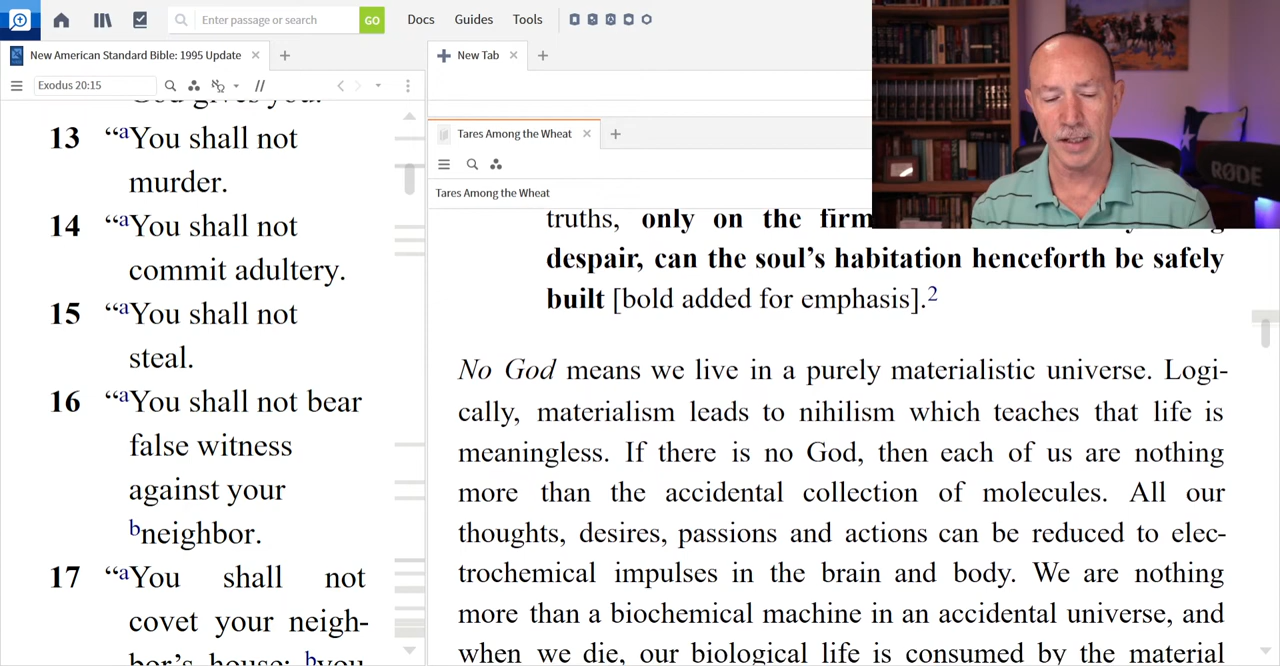 Enter passage or search
GO
Docs
Guides
Tools
New American Standard Bible: 1995 Update
New Tab
Exodus 20:15
God gives you.
13 “aYou shall not
murder.
14 “aYou shall not
commit adultery.
15 “aYou shall not
steal.
16 “aYou shall not bear
false witness
against your
bneighbor.
17 “aYou shall not
covet your neigh-
bor’s house; byou
Tares Among the Wheat
Tares Among the Wheat
truths, only on the firm
despair, can the soul’s habitation henceforth be safely
built [bold added for emphasis].2
No God means we live in a purely materialistic universe. Logi-
cally, materialism leads to nihilism which teaches that life is
meaningless. If there is no God, then each of us are nothing
more than the accidental collection of molecules. All our
thoughts, desires, passions and actions can be reduced to elec-
trochemical impulses in the brain and body. We are nothing
more than a biochemical machine in an accidental universe, and
when we die, our biological life is consumed by the material
RØDE